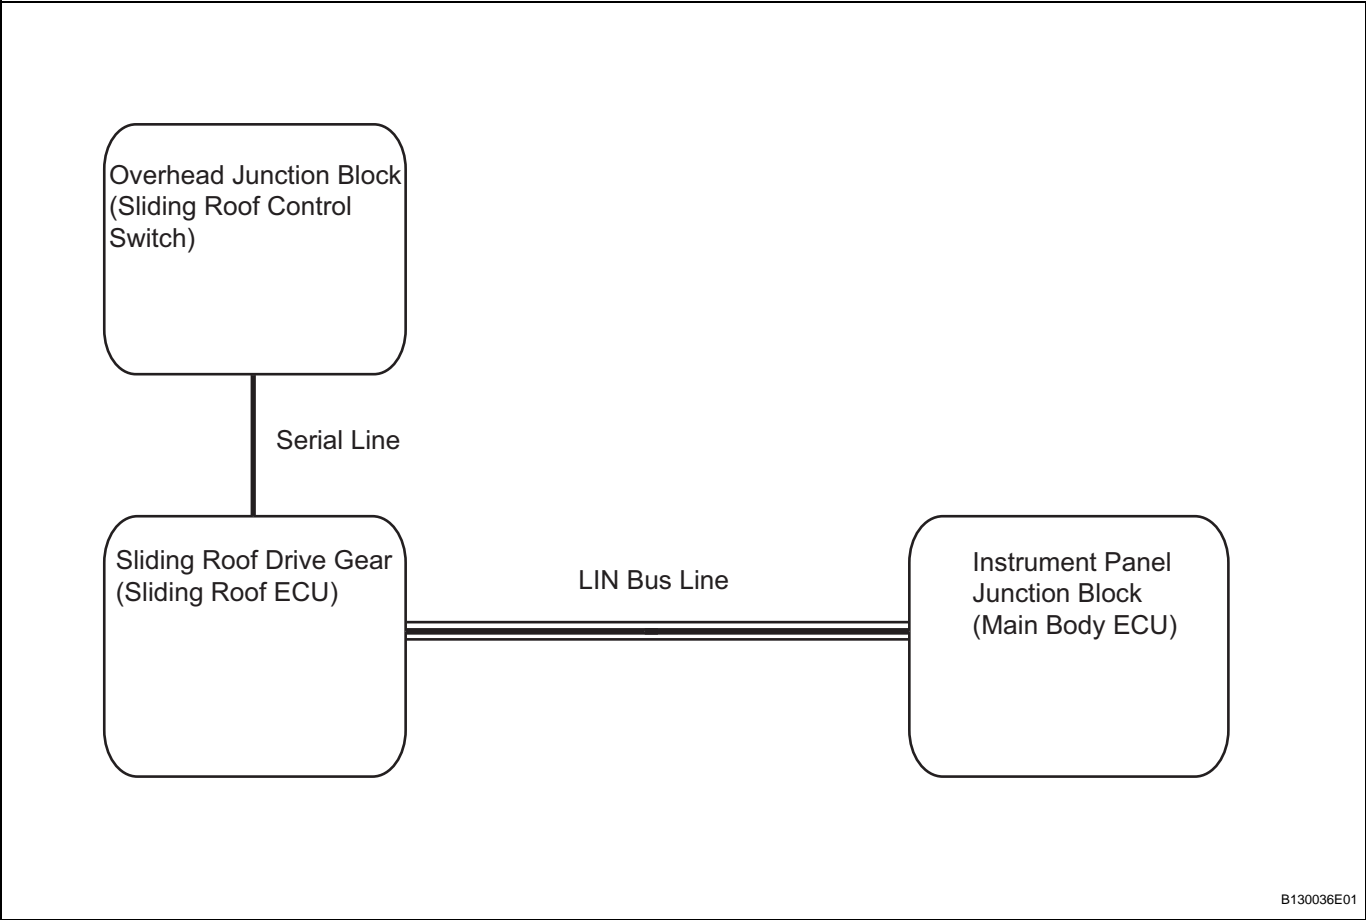 Overhead Junction Block
(Sliding Roof Control
Switch)
Serial Line
Sliding Roof Drive Gear
(Sliding Roof ECU)
LIN Bus Line
Instrument Panel
Junction Block
(Main Body ECU)
B130036E01